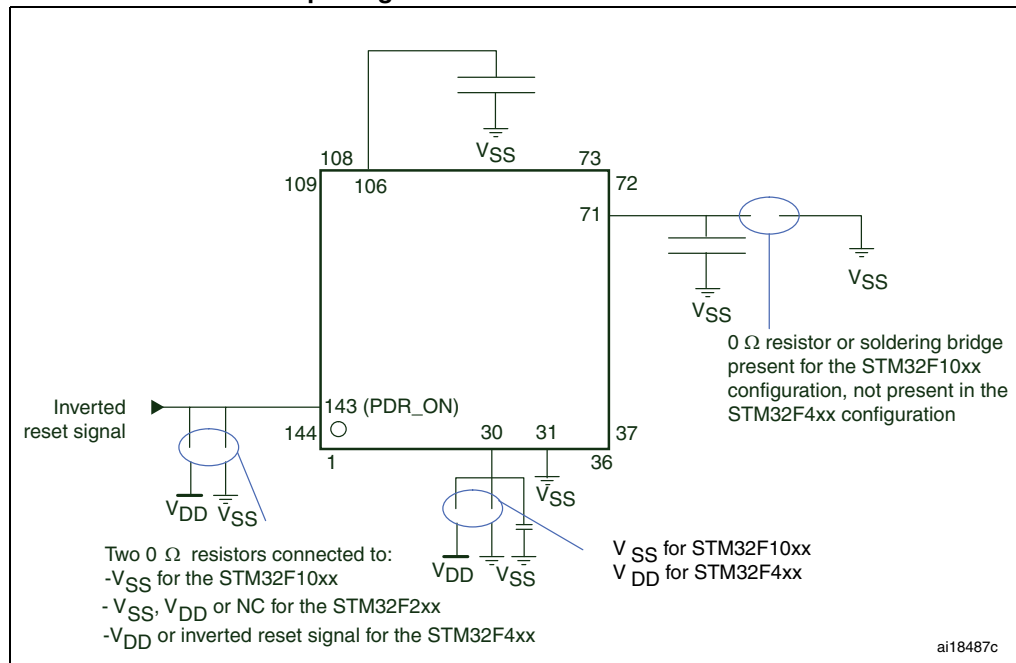 VSS
108
73
109
106
72
71
VSS
VSS
0 Ω resistor or soldering bridge
present for the STM32F10xx
configuration, not present in the
STM32F4xx configuration
Inverted
reset signal
143 (PDR_ON)
144
30
31
37
1
36
VSS
VDD
VSS
VDD
VSS
Two 0 Ω resistors connected to:
-VSS for the STM32F10xx
- VSS, VDD or NC for the STM32F2xx
-VDD or inverted reset signal for the STM32F4xx
V SS for STM32F10xx
V DD for STM32F4xx
ai18487c